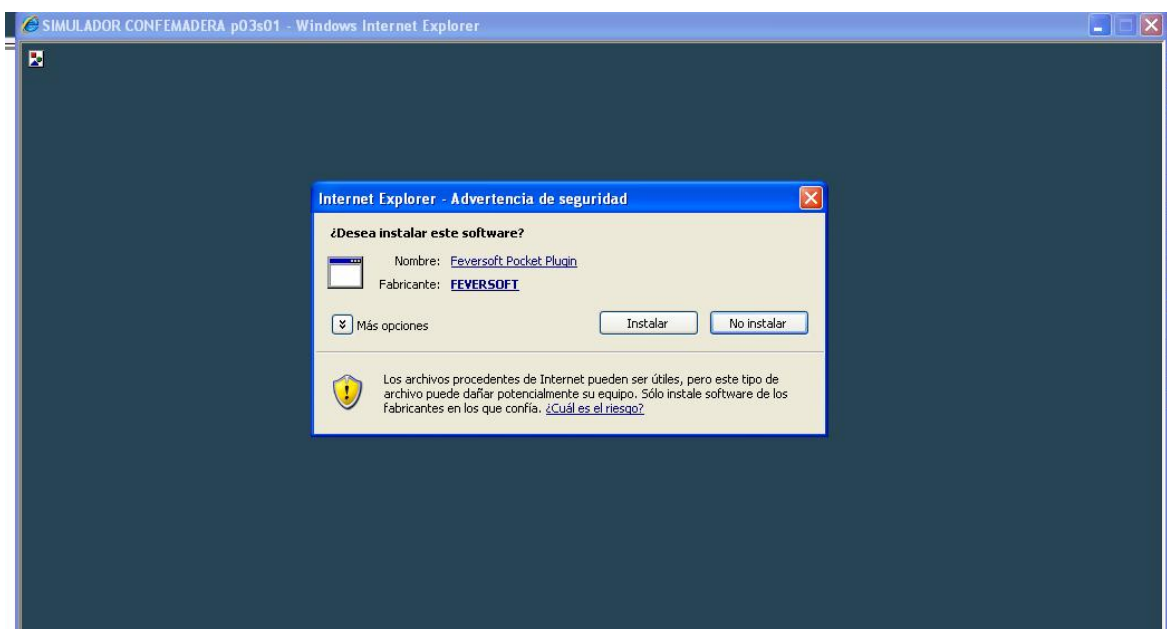 SIMULADOR CONFEMADERA p03s01 - Windows Internet Explorer
Internet Explorer - Advertencia de seguridad
¿Desea instalar este software?
Nombre: Feversoft Pocket Plugin
Fabricante: FEVERSOFT
Más opciones Instalar No instalar
Los archivos procedentes de Internet pueden ser útiles, pero este tipo de
archivo puede dañar potencialmente su equipo. Sólo instale software de los
fabricantes en los que confía. ¿Cuál es el riesgo?